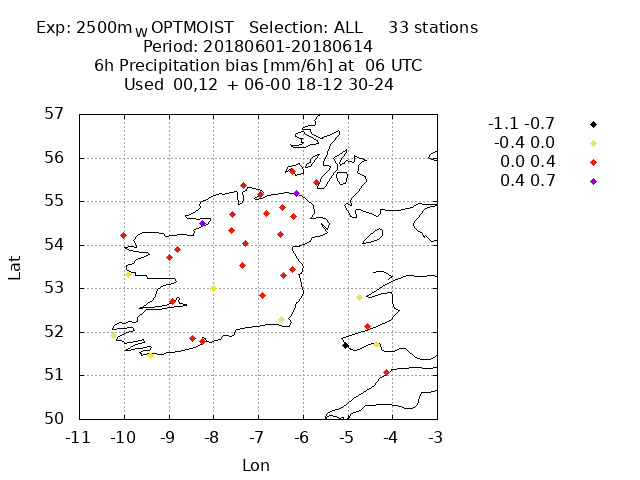 Exp: 2500m W OPTMOIST Selection: ALL 33 stations
Period: 20180601-20180614
6h Precipitation bias [mm/6h] at 06 UTC
Used 00,12 + 06-00 18-12 30-24
-1.1 -0.7
-0.4 0.0
0.0 0.4
0.4 0.7
57
56
55
54
53
52
51
50
Lat
-11 -10 -9 -8 -7 -6 -5 -4 -3
Lon